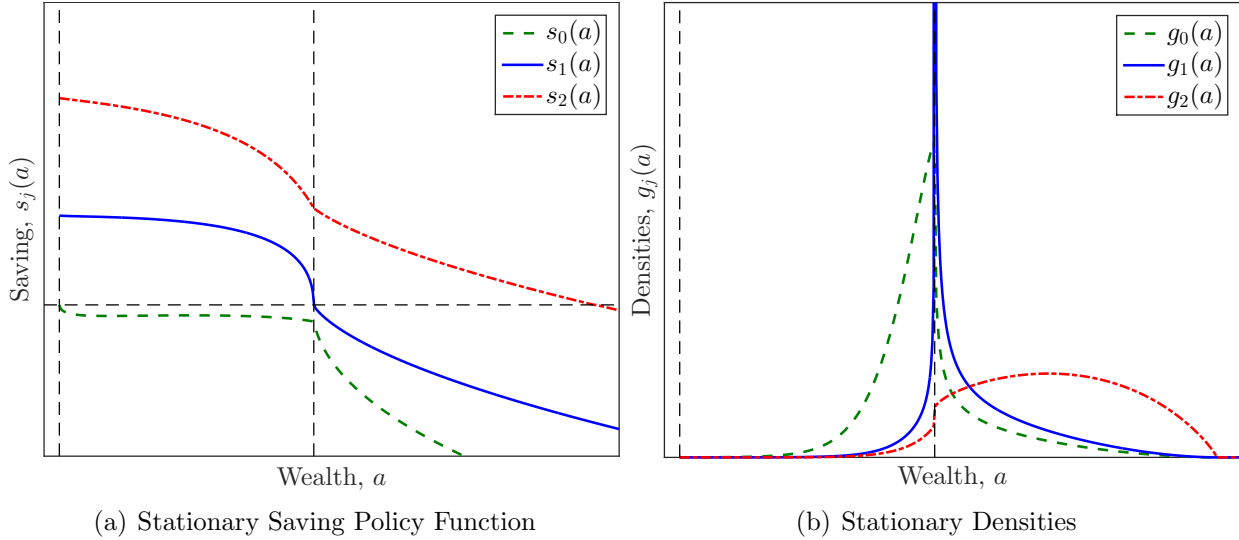 Saving, s_j(a)
s_0(a)
s_1(a)
s_2(a)
Wealth, a
(a) Stationary Saving Policy Function
Densities, g_j(a)
g_0(a)
g_1(a)
g_2(a)
Wealth, a
(b) Stationary Densities